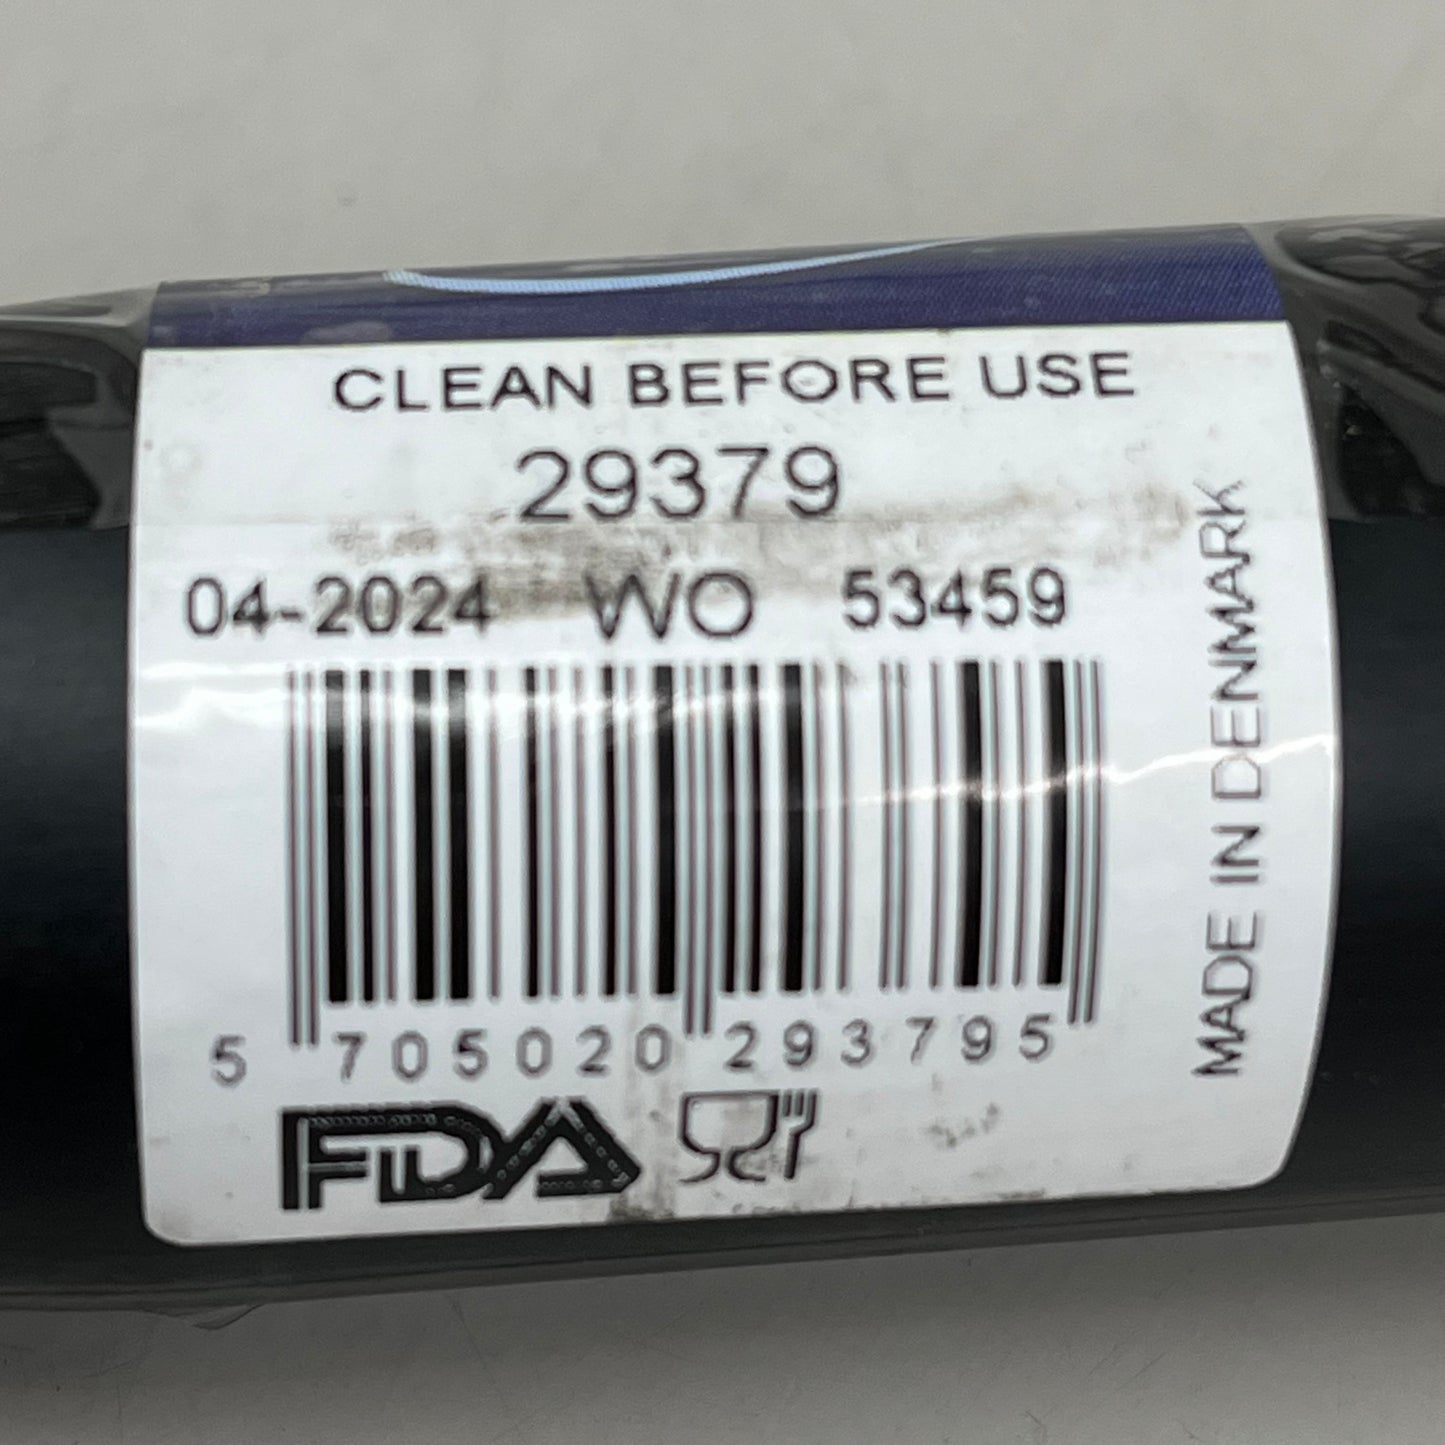 CLEAN BEFORE USE
29379
04-2024 WO 53459
5 705020 293795
FDA
MADE IN DENMARK